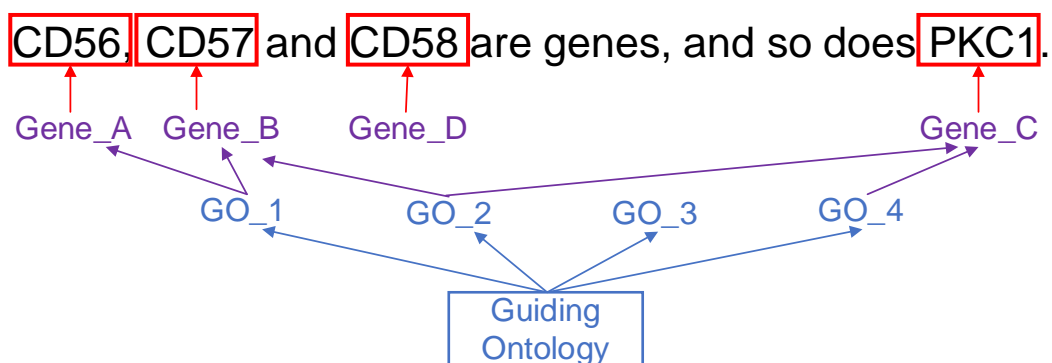 CD56, CD57 and CD58 are genes, and so does PKC1.
Gene_A Gene_B Gene_D Gene_C
GO_1 GO_2 GO_3 GO_4
Guiding
Ontology